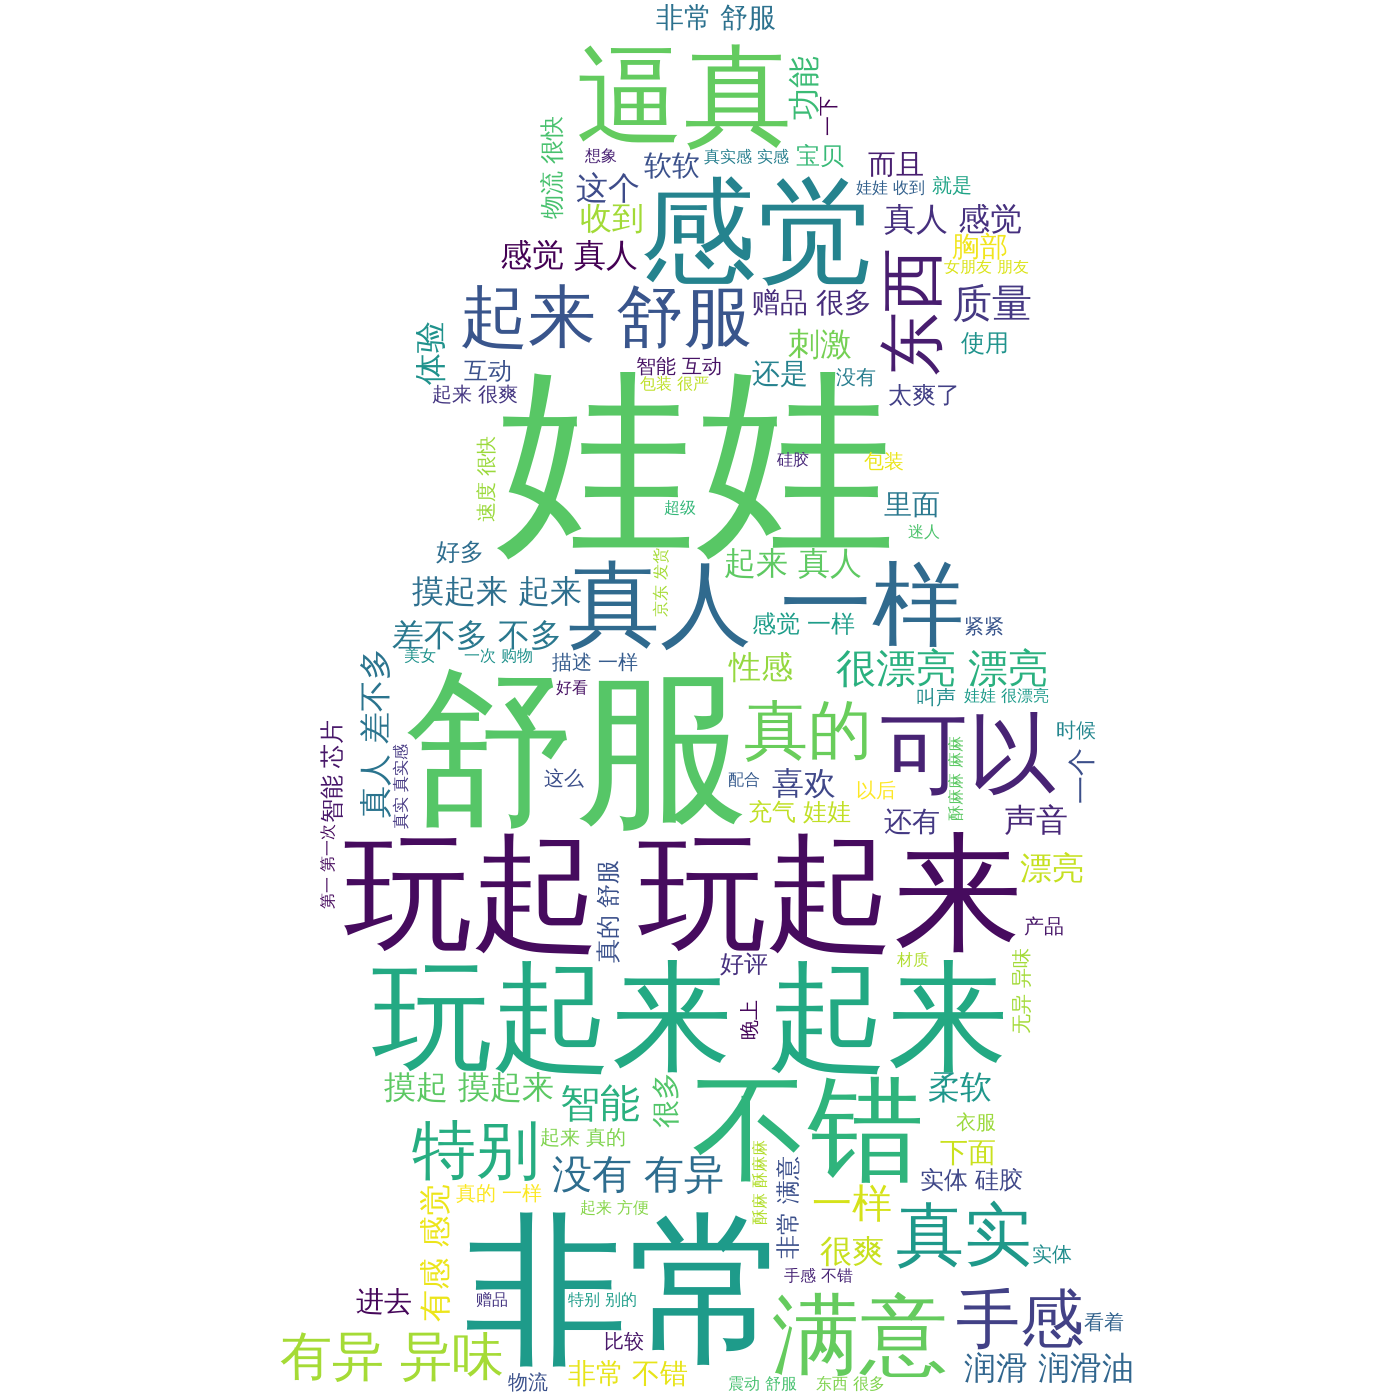 非常 舒服
逼真
功能
一下
物流 很快
想象
软软
真实感 实感
宝贝
而且
这个
娃娃 收到
就是
收到
感觉
真人 感觉
感觉 真人
胸部
女朋友 朋友
东西
起来 舒服
赠品 很多
质量
体验
刺激
使用
互动
智能 互动
还是
没有
起来 很爽
包装 很严
太爽了
娃娃
速度 很快
硅胶
包装
超级
里面
迷人
好多
京东 发货
起来 真人
摸起来 起来
真人 一样
感觉 一样
紧紧
差不多 不多
美女
一次 购物
描述 一样
性感
很漂亮 漂亮
真人 差不多
好看
叫声
娃娃 很漂亮
舒服
真的
可以
时候
智能 芯片
真实 真实感
这么
配合
喜欢
以后
酥麻麻 麻麻
一个
充气 娃娃
还有
声音
第一 第一次
玩起 玩起来
真的 舒服
漂亮
产品
好评
材质
无异 异味
玩起来 起来
晚上
摸起 摸起来
智能
很多
不错
柔软
特别
起来 真的
衣服
下面
没有 有异
酥麻 酥麻麻
非常 满意
实体 硅胶
有感 感觉
真的 一样
一样
起来 方便
真实
非常
很爽
实体
手感 不错
进去
赠品
特别 别的
满意
手感
看着
有异 异味
比较
润滑 润滑油
物流
非常 不错
震动 舒服
东西 很多